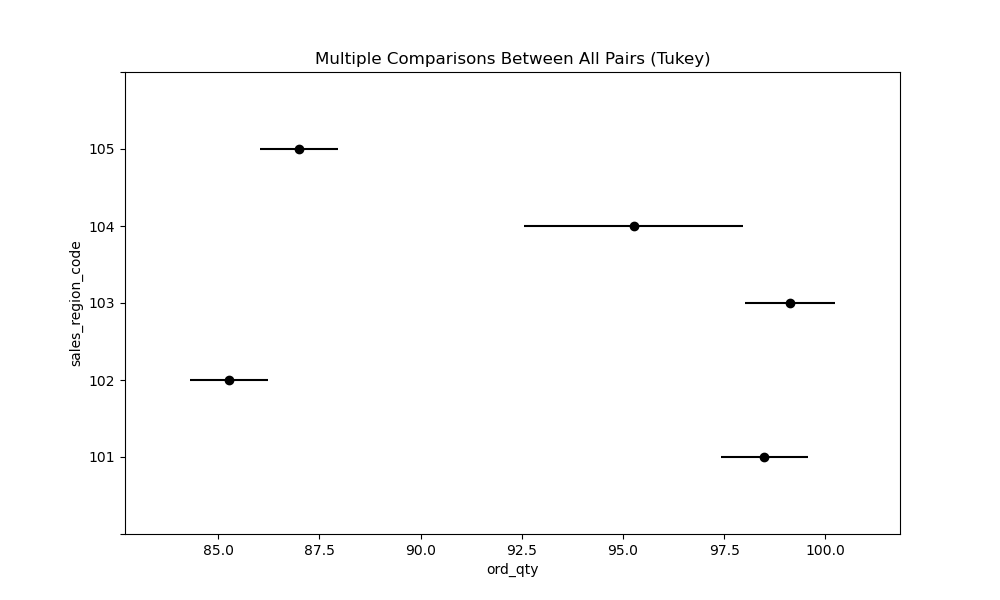 Multiple Comparisons Between All Pairs (Tukey)
105
104
103
102
101
sales_region_code
85.0 87.5 90.0 92.5 95.0 97.5 100.0
ord_qty